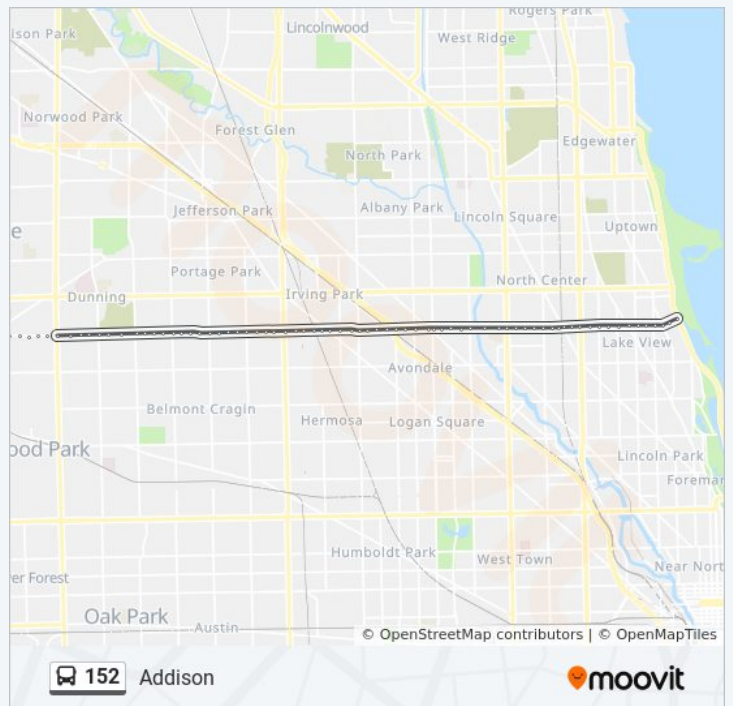 Rogers Park
lson Park
Lincolnwood
West Ridge
Norwood Park
Forest Glen
Edgewater
North Park
Jefferson Park
Albany Park
Lincoln Square
Uptown
e
Portage Park
North Center
Dunning
Irving Park
Lake View
Avondale
Belmont Cragin
Hermosa
Logan Square
ood Park
Lincoln Park
Foremar
Humboldt Park
West Town
Near Nort
er Forest
Oak Park
Austin
© OpenStreetMap contributors | © OpenMapTiles
152 Addison
moovit